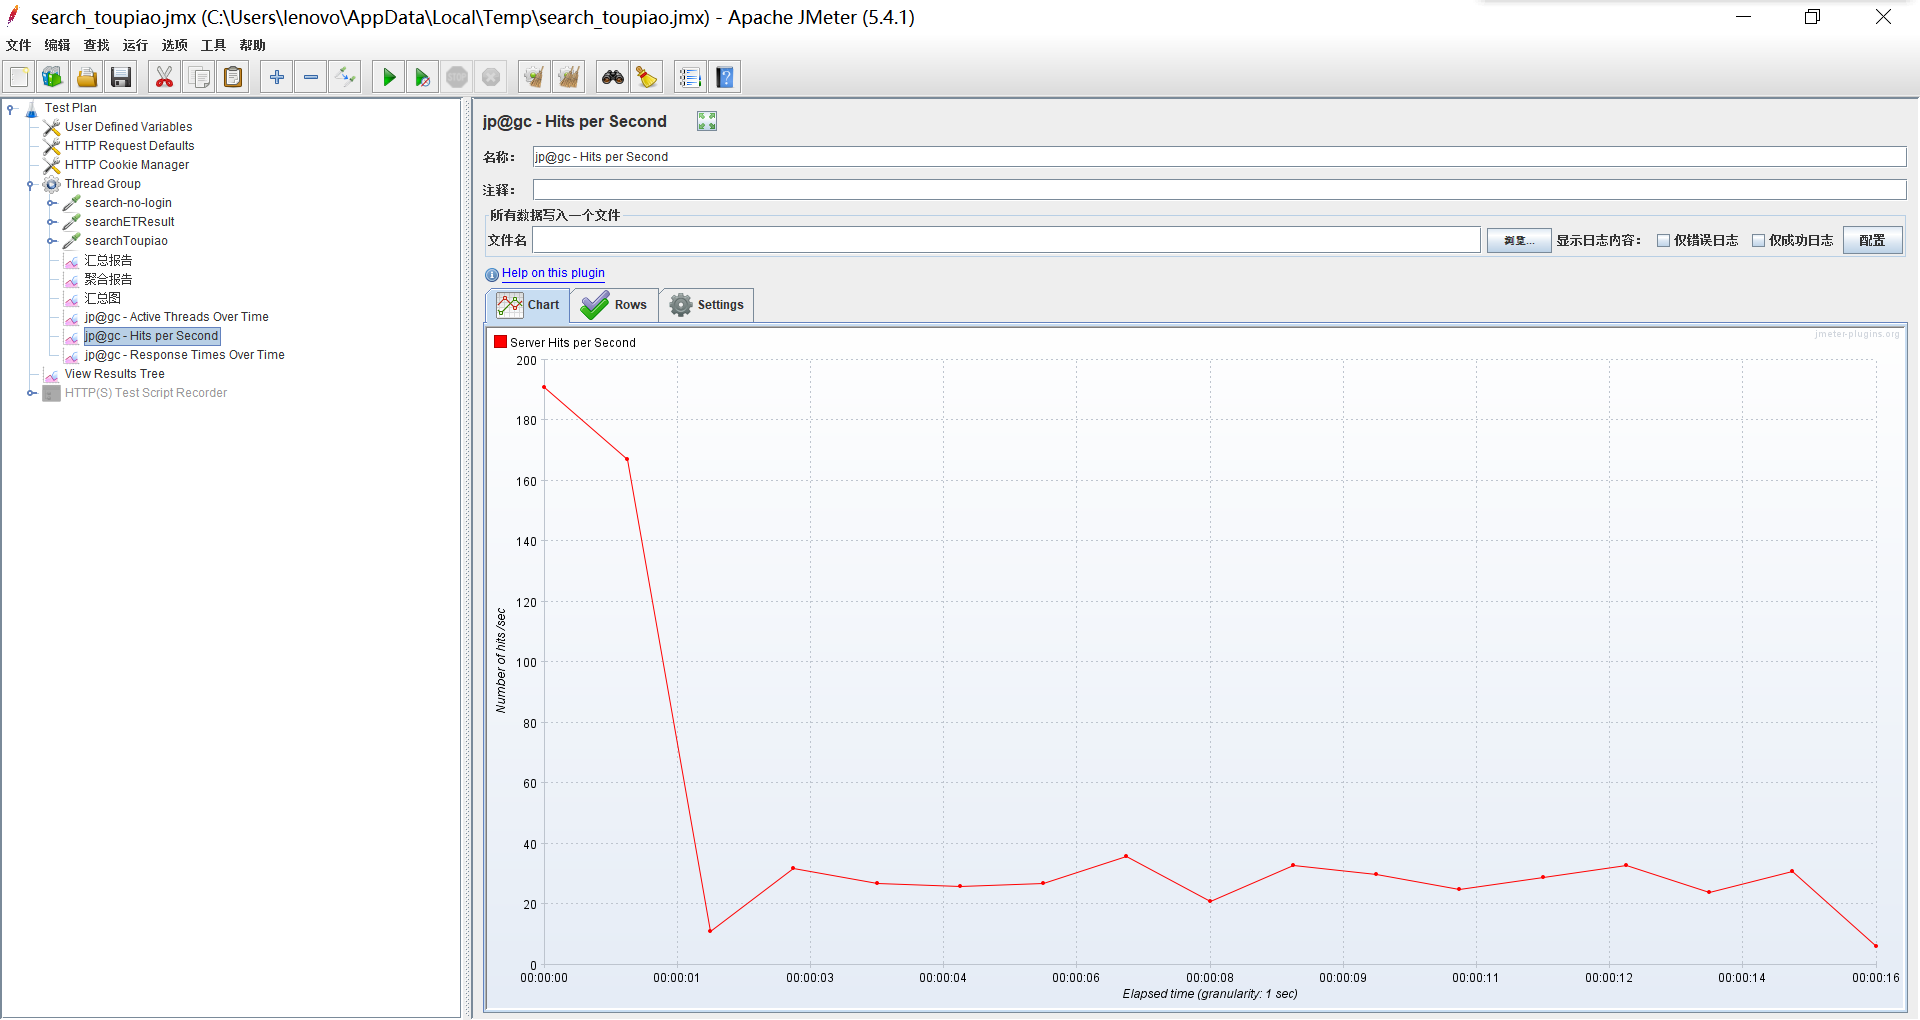 search_toupiao.jmx (C:\Users\lenovo\AppData\Local\Temp\search_toupiao.jmx) - Apache JMeter (5.4.1)
文件 编辑 查找 运行 选项 工具 帮助
STOP
Test Plan
User Defined Variables
HTTP Request Defaults
HTTP Cookie Manager
Thread Group
search-no-login
searchETResult
searchToupiao
汇总报告
聚合报告
汇总图
jp@gc - Active Threads Over Time
jp@gc - Hits per Second
jp@gc - Response Times Over Time
View Results Tree
HTTP(S) Test Script Recorder
jp@gc - Hits per Second
名称： jp@gc - Hits per Second
注释：
所有数据写入一个文件
文件名 浏览... 显示日志内容： 仅错误日志 仅成功日志 配置
Help on this plugin
Chart Rows Settings
jmeter-plugins.org
Server Hits per Second
200
180
160
140
120
100
80
60
40
20
0
Number of hits /sec
00:00:00 00:00:01 00:00:03 00:00:04 00:00:06 00:00:08 00:00:09 00:00:11 00:00:12 00:00:14 00:00:16
Elapsed time (granularity: 1 sec)